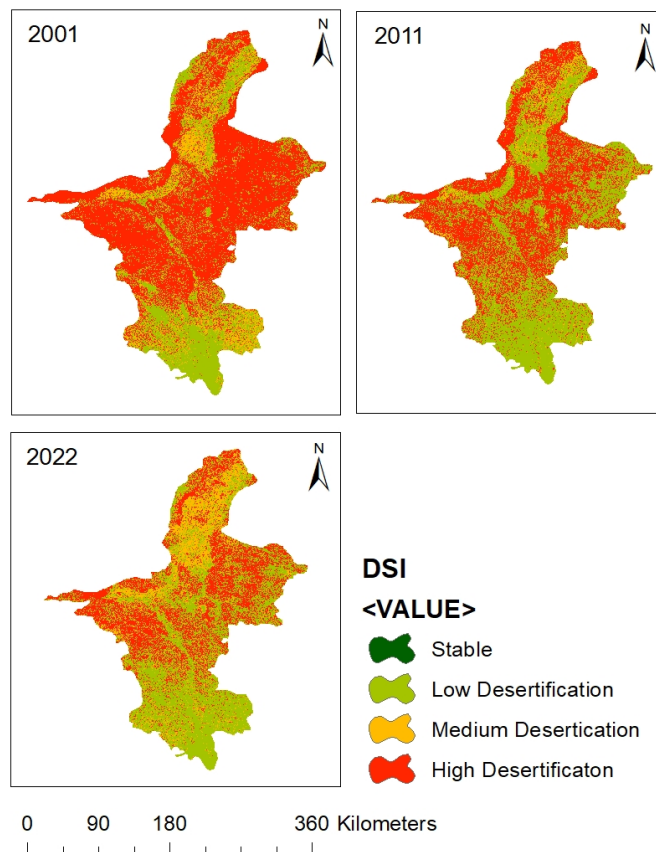 2001
N
2011
N
2022
N
DSI
<VALUE>
Stable
Low Desertification
Medium Desertication
High Desertificaton
0 90 180 360 Kilometers